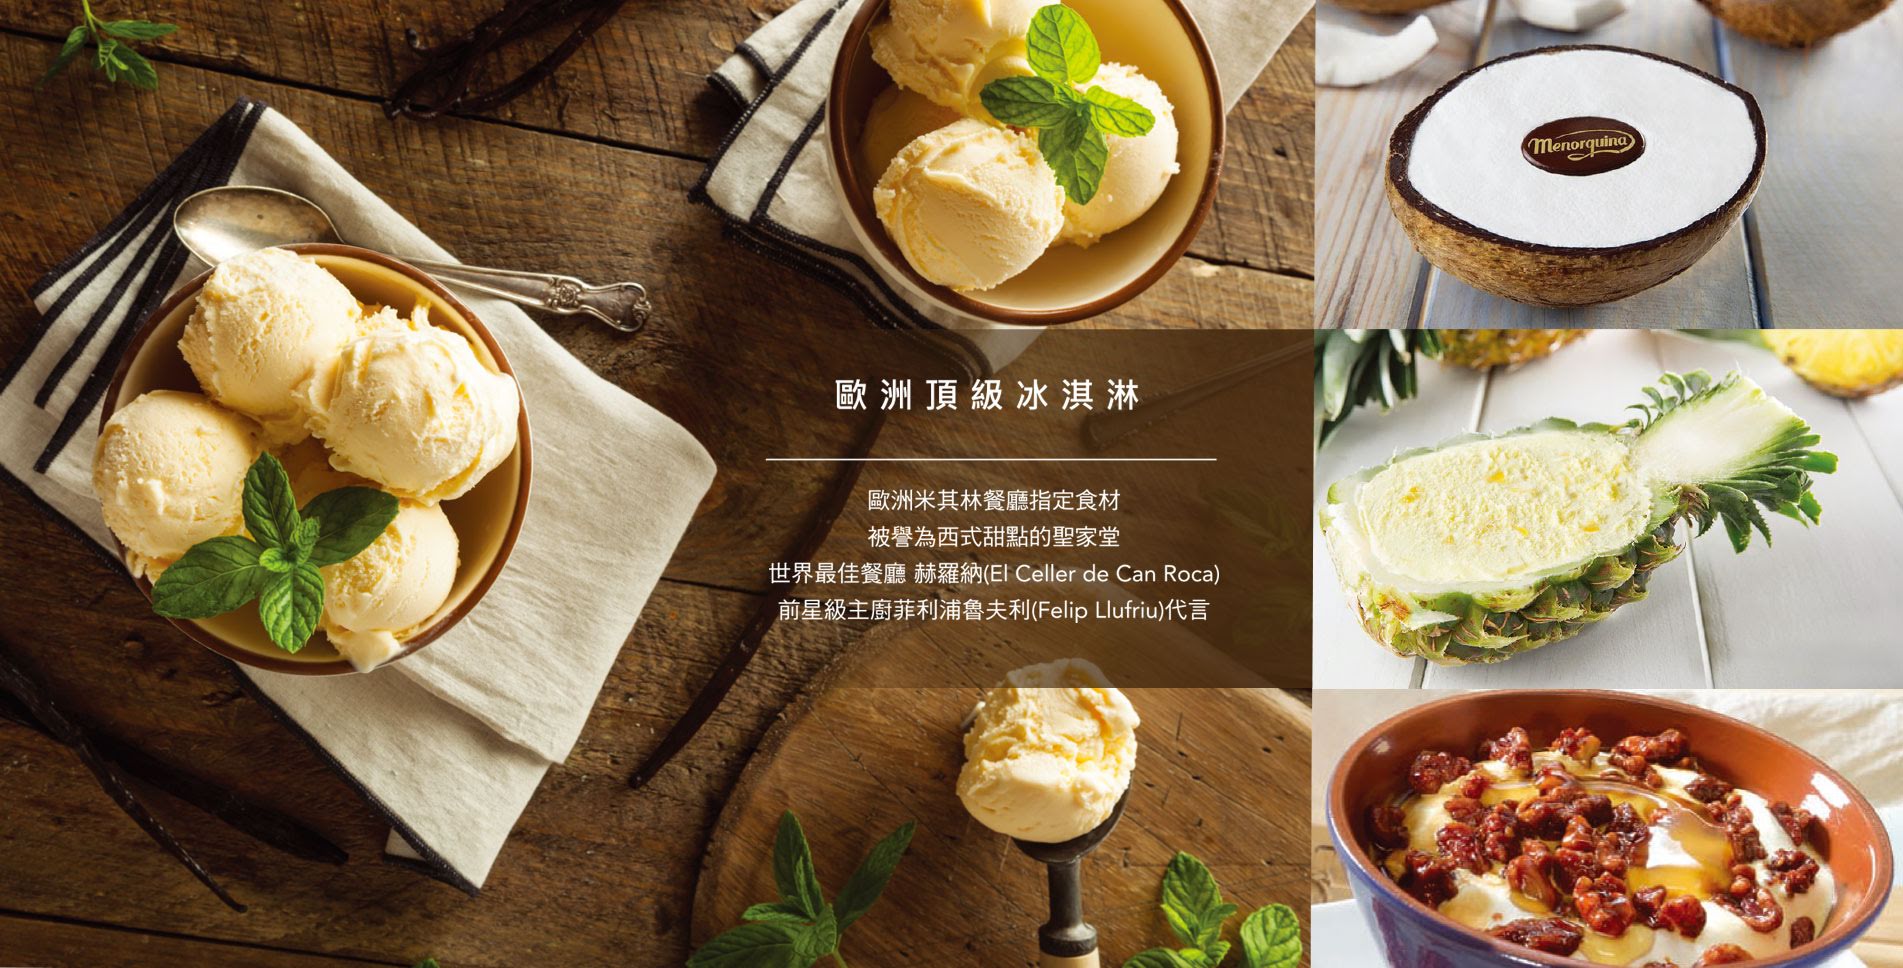 歐洲頂級冰淇淋
歐洲米其林餐廳指定食材
被譽為西式甜點的聖家堂
世界最佳餐廳 赫羅納(El Celler de Can Roca)
前星級主廚菲利浦魯夫利(Felip Llufriu)代言
Menorquina